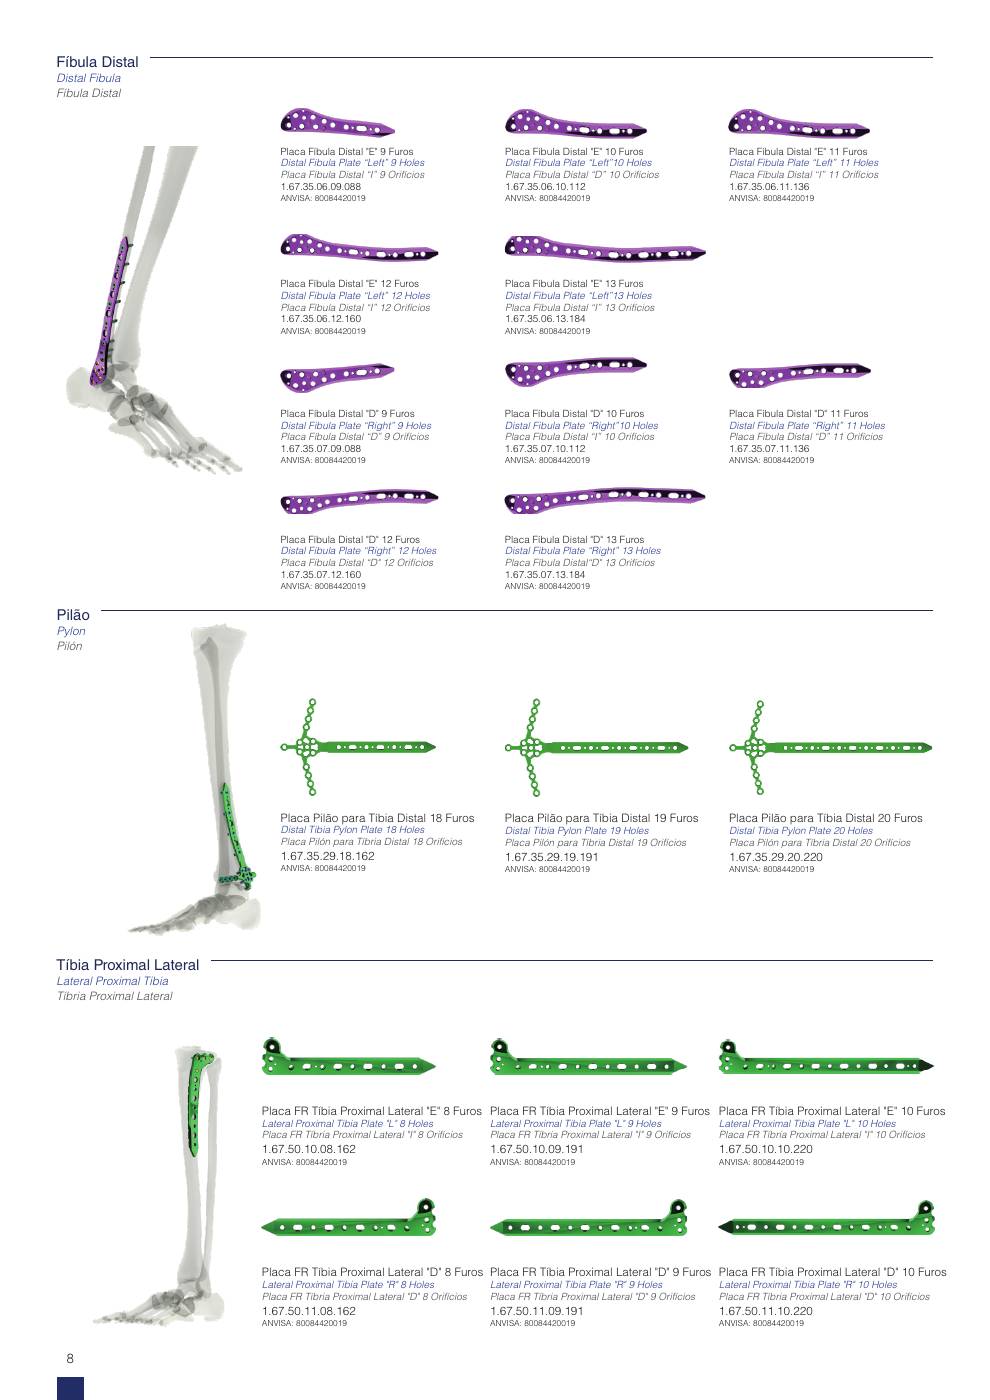 Fíbula Distal
Distal Fibula
Fíbula Distal
Placa Fíbula Distal "E" 9 Furos
Distal Fibula Plate “Left” 9 Holes
Placa Fíbula Distal “I” 9 Orifícios
1.67.35.06.09.088
ANVISA: 80084420019
Placa Fíbula Distal "E" 10 Furos
Distal Fibula Plate “Left”10 Holes
Placa Fíbula Distal “D” 10 Orifícios
1.67.35.06.10.112
ANVISA: 80084420019
Placa Fíbula Distal "E" 11 Furos
Distal Fibula Plate “Left” 11 Holes
Placa Fíbula Distal “I” 11 Orifícios
1.67.35.06.11.136
ANVISA: 80084420019
Placa Fíbula Distal "E" 12 Furos
Distal Fibula Plate “Left” 12 Holes
Placa Fíbula Distal “I” 12 Orifícios
1.67.35.06.12.160
ANVISA: 80084420019
Placa Fíbula Distal "E" 13 Furos
Distal Fibula Plate “Left”13 Holes
Placa Fíbula Distal “I” 13 Orifícios
1.67.35.06.13.184
ANVISA: 80084420019
Placa Fíbula Distal "D" 9 Furos
Distal Fibula Plate “Right” 9 Holes
Placa Fíbula Distal “D” 9 Orifícios
1.67.35.07.09.088
ANVISA: 80084420019
Placa Fíbula Distal "D" 10 Furos
Distal Fibula Plate “Right”10 Holes
Placa Fíbula Distal “I” 10 Orifícios
1.67.35.07.10.112
ANVISA: 80084420019
Placa Fíbula Distal "D" 11 Furos
Distal Fibula Plate “Right” 11 Holes
Placa Fíbula Distal “D” 11 Orifícios
1.67.35.07.11.136
ANVISA: 80084420019
Placa Fíbula Distal "D" 12 Furos
Distal Fibula Plate “Right” 12 Holes
Placa Fíbula Distal "D" 12 Orifícios
1.67.35.07.12.160
ANVISA: 80084420019
Placa Fíbula Distal "D" 13 Furos
Distal Fibula Plate “Right” 13 Holes
Placa Fíbula Distal“D” 13 Orifícios
1.67.35.07.13.184
ANVISA: 80084420019
Pilão
Pylon
Pilón
Placa Pilão para Tíbia Distal 18 Furos
Distal Tibia Pylon Plate 18 Holes
Placa Pilón para Tíbria Distal 18 Orifícios
1.67.35.29.18.162
ANVISA: 80084420019
Placa Pilão para Tíbia Distal 19 Furos
Distal Tibia Pylon Plate 19 Holes
Placa Pilón para Tíbria Distal 19 Orifícios
1.67.35.29.19.191
ANVISA: 80084420019
Placa Pilão para Tíbia Distal 20 Furos
Distal Tibia Pylon Plate 20 Holes
Placa Pilón para Tíbria Distal 20 Orifícios
1.67.35.29.20.220
ANVISA: 80084420019
Tíbia Proximal Lateral
Lateral Proximal Tibia
Tíbria Proximal Lateral
Placa FR Tíbia Proximal Lateral "E" 8 Furos
Lateral Proximal Tibia Plate "L" 8 Holes
Placa FR Tíbria Proximal Lateral "I" 8 Orifícios
1.67.50.10.08.162
ANVISA: 80084420019
Placa FR Tíbia Proximal Lateral "E" 9 Furos
Lateral Proximal Tibia Plate "L" 9 Holes
Placa FR Tíbria Proximal Lateral "I" 9 Orifícios
1.67.50.10.09.191
ANVISA: 80084420019
Placa FR Tíbia Proximal Lateral "E" 10 Furos
Lateral Proximal Tibia Plate "L" 10 Holes
Placa FR Tíbria Proximal Lateral "I" 10 Orifícios
1.67.50.10.10.220
ANVISA: 80084420019
Placa FR Tíbia Proximal Lateral "D" 8 Furos
Lateral Proximal Tibia Plate "R" 8 Holes
Placa FR Tíbria Proximal Lateral "D" 8 Orifícios
1.67.50.11.08.162
ANVISA: 80084420019
Placa FR Tíbia Proximal Lateral "D" 9 Furos
Lateral Proximal Tibia Plate "R" 9 Holes
Placa FR Tíbria Proximal Lateral "D" 9 Orifícios
1.67.50.11.09.191
ANVISA: 80084420019
Placa FR Tíbia Proximal Lateral "D" 10 Furos
Lateral Proximal Tibia Plate "R" 10 Holes
Placa FR Tíbria Proximal Lateral "D" 10 Orifícios
1.67.50.11.10.220
ANVISA: 80084420019
8